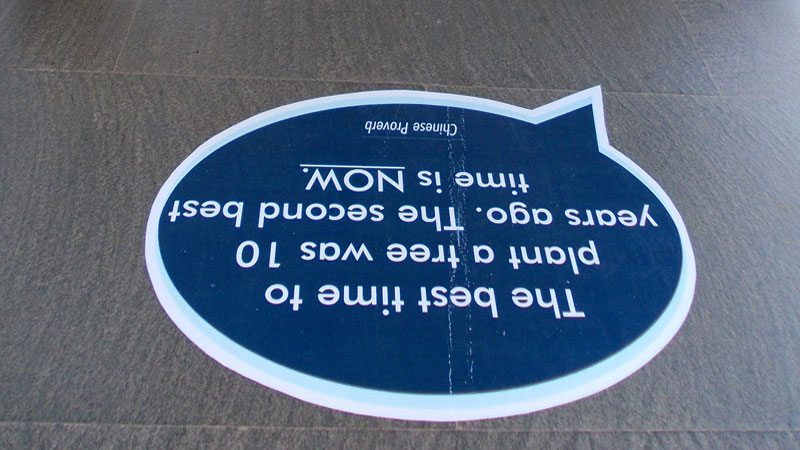 The best time to
plant a tree was 10
years ago. The second best
time is NOW.
Chinese Proverb